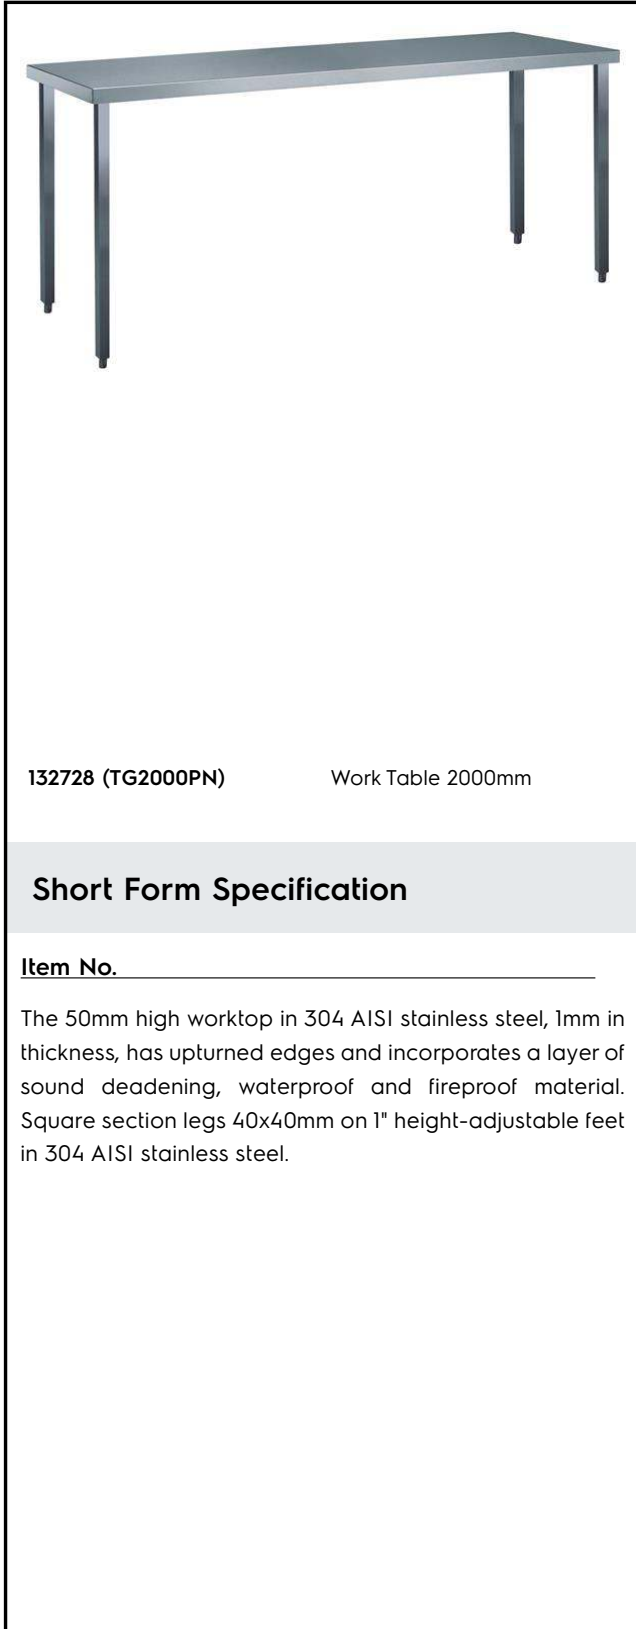 132728 (TG2000PN) Work Table 2000mm
Short Form Specification
Item No.
The 50mm high worktop in 304 AISI stainless steel, 1mm in
thickness, has upturned edges and incorporates a layer of
sound deadening, waterproof and fireproof material.
Square section legs 40x40mm on 1" height-adjustable feet
in 304 AISI stainless steel.